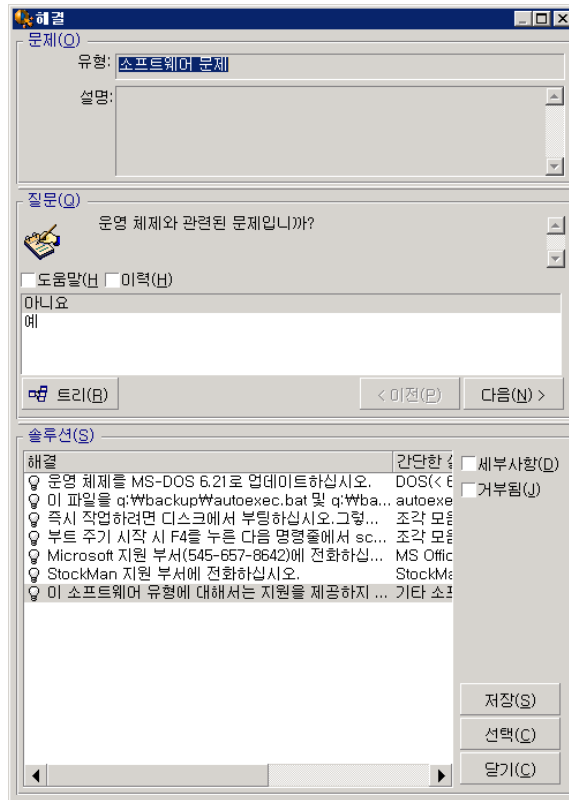 해결
문제(O)
유형: 소프트웨어 문제
설명:
질문(Q)
운영 체제와 관련된 문제입니까?
도움말(H 이력(H)
아니요
예
트리(R) < 이전(P) 다음(N) >
솔루션(S)
해결 간단한 세부사항(D)
거부됨(J)
운영 체제를 MS-DOS 6.21로 업데이트하십시오. DOS(<
이 파일을 q:₩backup₩autoexec.bat 및 q:₩ba... autoexe
즉시 작업하려면 디스크에서 부팅하십시오.그렇... 조각 모음
부트 주기 시작 시 F4를 누른 다음 명령줄에서 sc... 조각 모음
Microsoft 지원 부서(545-657-8642)에 전화하십... MS Offic
StockMan 지원 부서에 전화하십시오. StockMa
이 소프트웨어 유형에 대해서는 지원을 제공하지 ... 기타 소프
저장(S)
선택(C)
닫기(C)